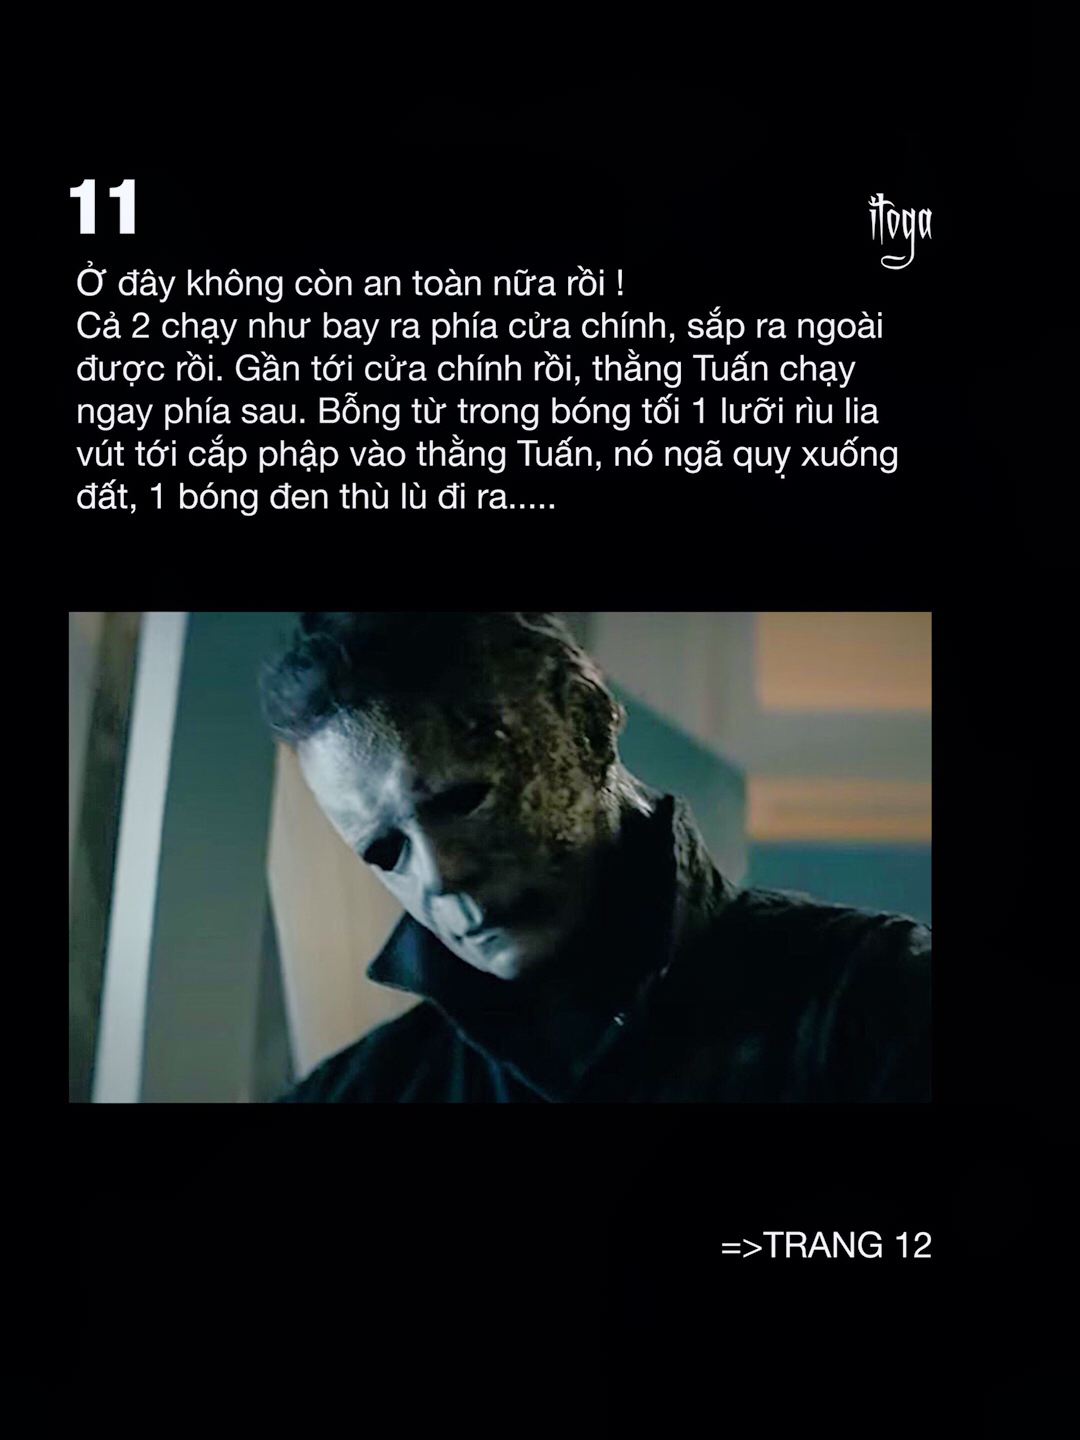 11
itoga
Ở đây không còn an toàn nữa rồi !
Cả 2 chạy như bay ra phía cửa chính, sắp ra ngoài
được rồi. Gần tới cửa chính rồi, thằng Tuấn chạy
ngay phía sau. Bỗng từ trong bóng tối 1 lưỡi rìu lia
vút tới cắp phập vào thằng Tuấn, nó ngã quỵ xuống
đất, 1 bóng đen thù lù đi ra.....
=>TRANG 12